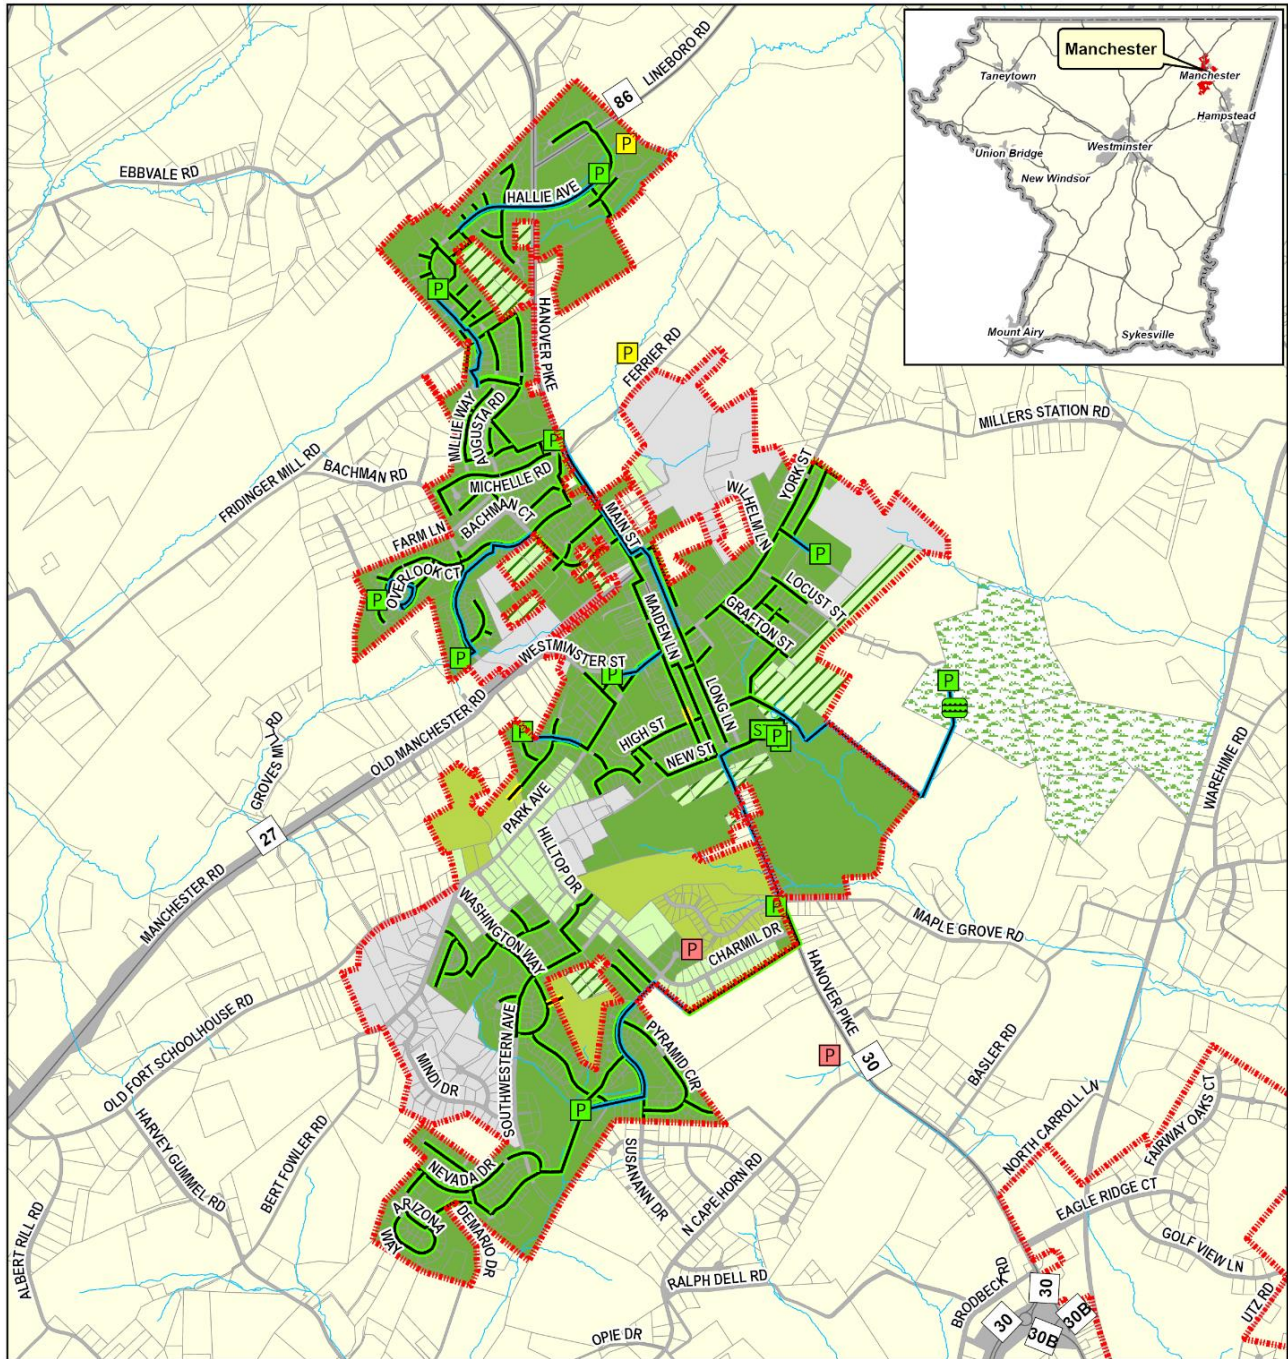 Manchester
Taneytown
Manchester
Hampstead
Westminster
Union Bridge
New Windsor
Mount Airy
Sykesville
LINEBORO RD
86
P
EBBVALE RD
P
HALLIE AVE
P
HANOVER PIKE
P
FERRIER RD
MILLERS STATION RD
MILLIE WAY
AUGUSTA RD
P
FRIDINGER MILL RD
BACHMAN RD
MICHELLE RD
YORK ST
WILHELM LN
MAIN ST
BACHMAN CT
FARM LN
P
OVERLOOK CT
P
LOCUST ST
GRAFTON ST
MAIDEN LN
WESTMINSTER ST
P
P
P
LONG LN
OLD MANCHESTER RD
HIGH ST
NEW ST
S
P
P
GROVES MILL RD
WAREHIME RD
27
PARK AVE
HILLTOP DR
MANCHESTER RD
WASHINGTON WAY
P
MAPLE GROVE RD
P
CHARMIL DR
HANOVER PIKE
OLD FORT SCHOOLHOUSE RD
SOUTHWESTERN AVE
PYRAMID CIR
P
30
BASLER RD
MINDI DR
P
HARVEY GUMMEL RD
BERT FOWLER RD
NORTH CARROLL LN
FAIRWAY OAKS CT
NEVADA DR
SUSANANN DR
N CAPE HORN RD
EAGLE RIDGE CT
ARIZONA WAY
DEMARIO DR
GOLF VIEW LN
ALBERT RILL RD
RALPH DELL RD
BRODBECK RD
30
30
30B
30B
UTZ RD
OPIE DR